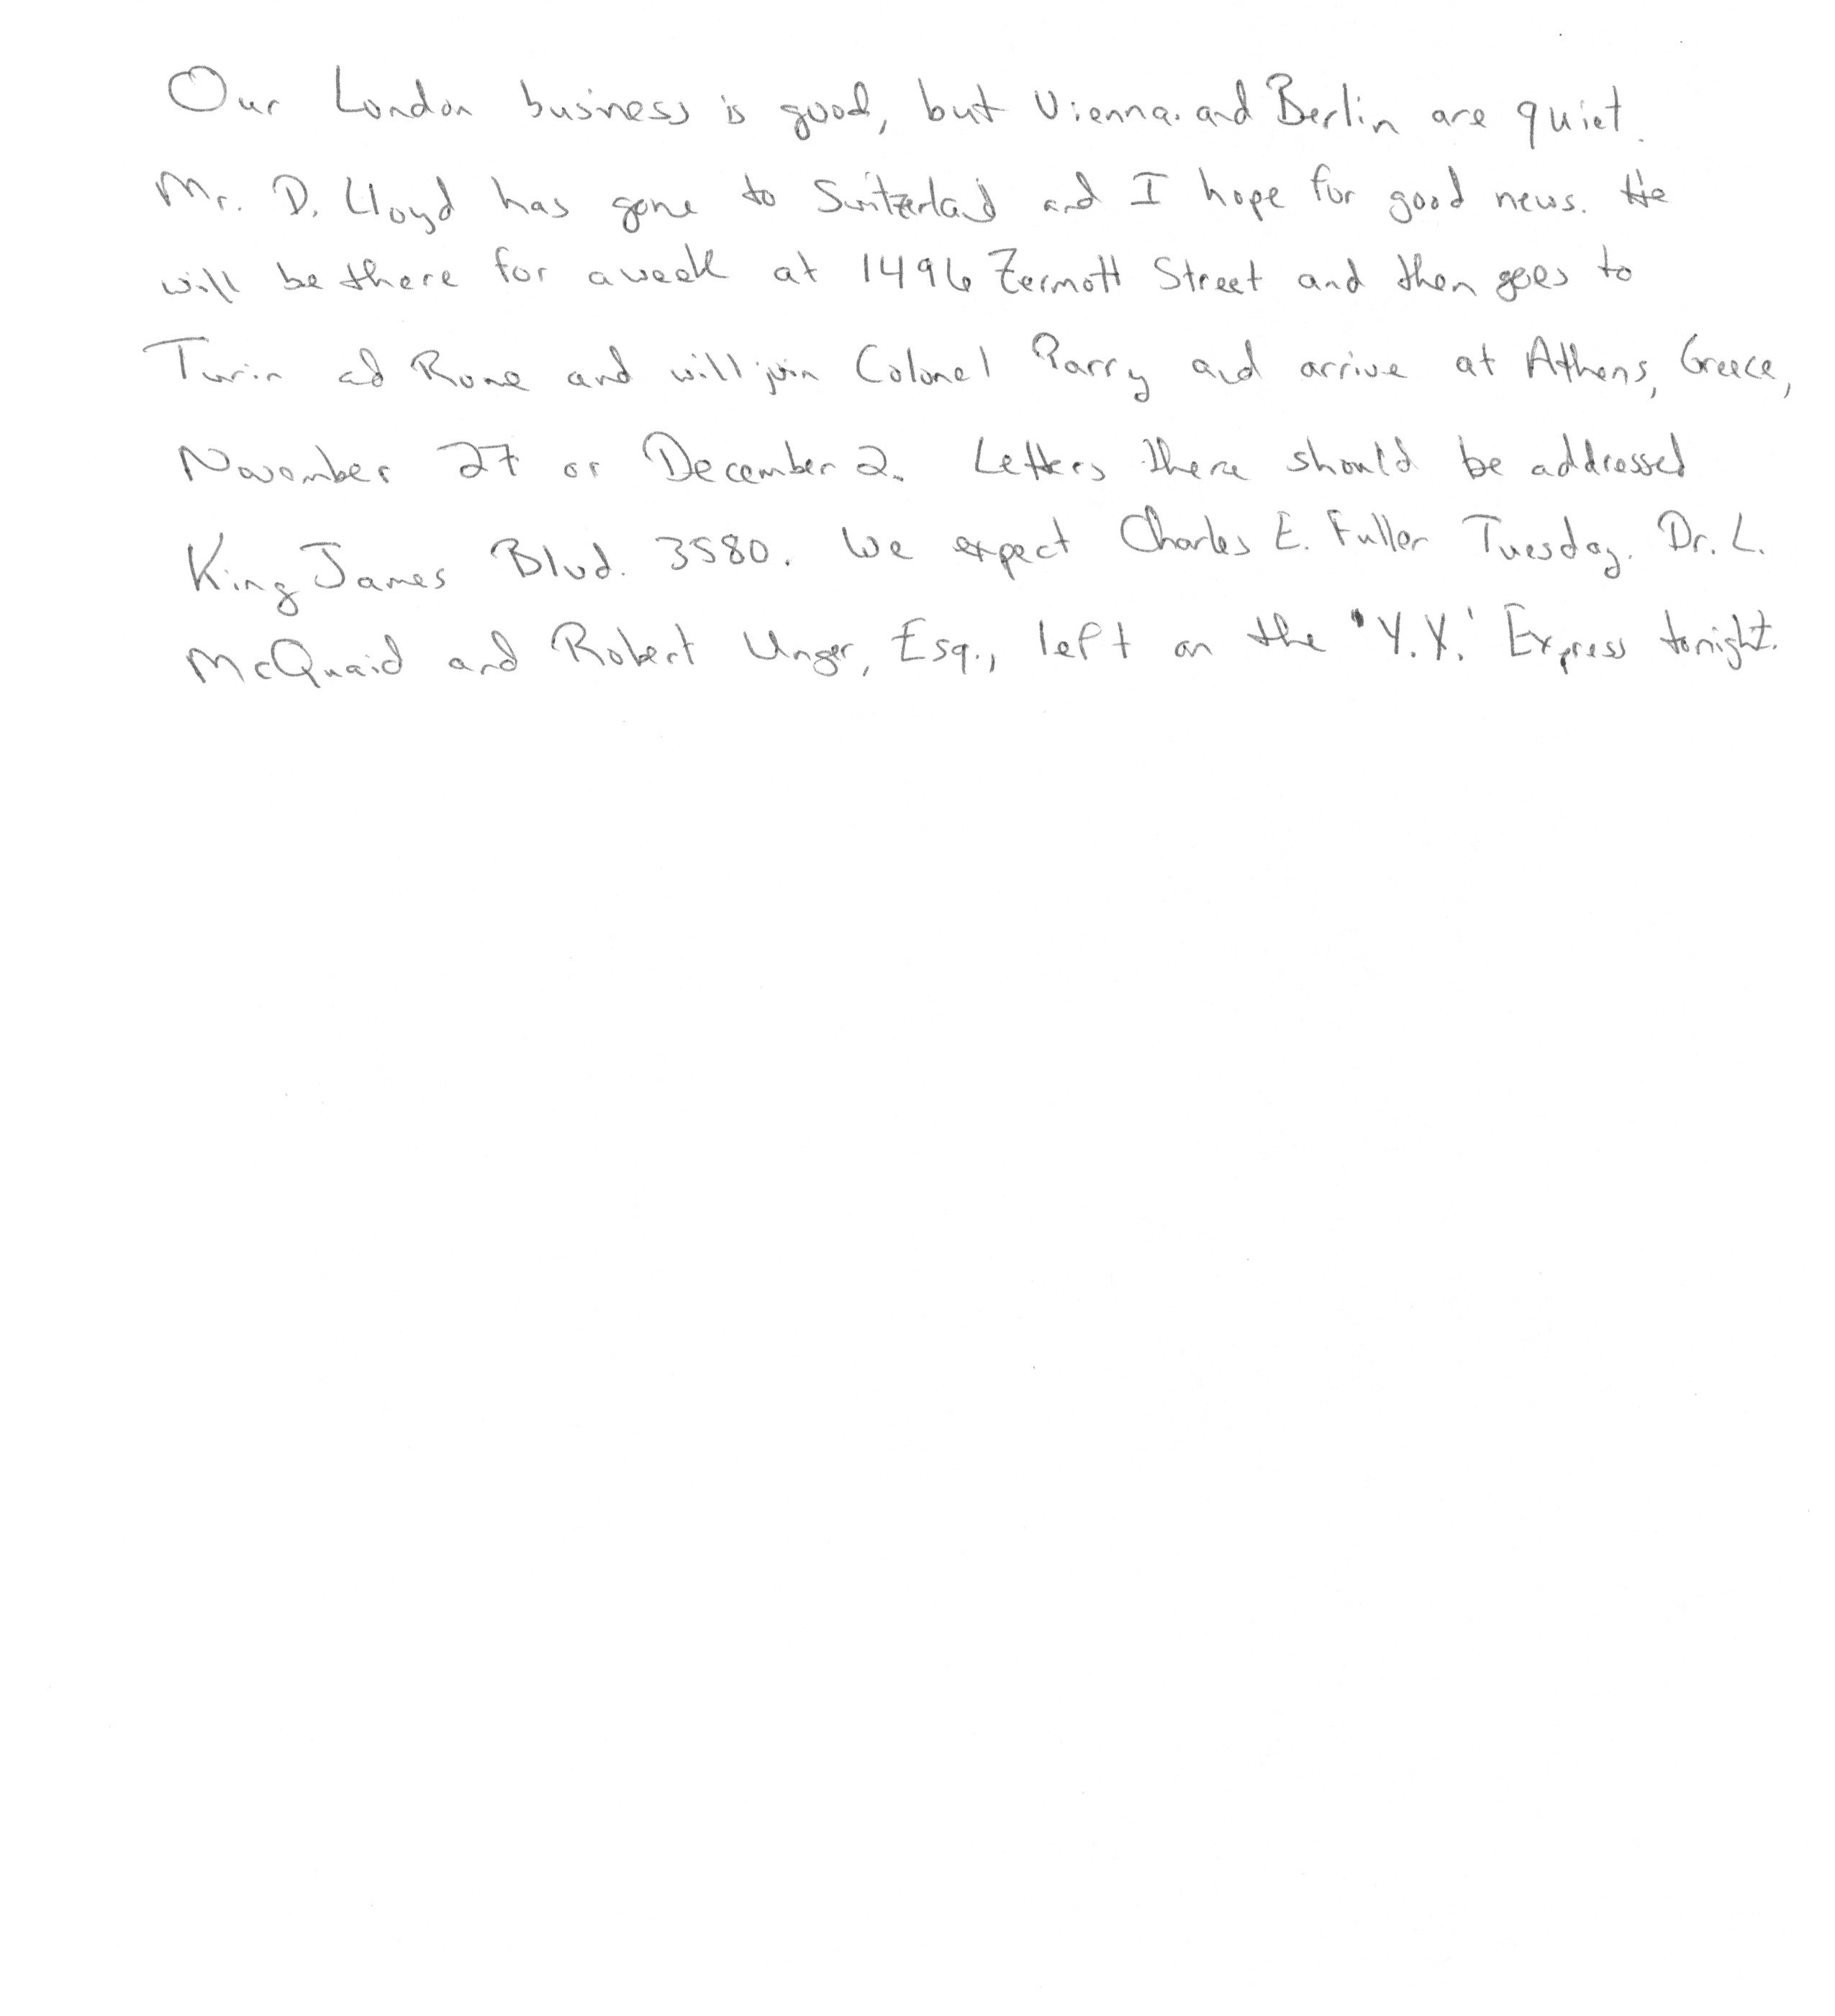 Our London business is good, but Vienna and Berlin are quiet.
Mr. D. Lloyd has gone to Switzerland and I hope for good news. He
will be there for a week at 1496 Zermott Street and then goes to
Turin ad Rome and will join Colonel Parry and arrive at Athens, Greece,
November 27 or December 2. Letters there should be addressed
King James Blvd. 3580. We expect Charles E. Fuller Tuesday. Dr. L.
McQuaid and Robert Unger, Esq., left on the 'Y.X.' Express tonight.